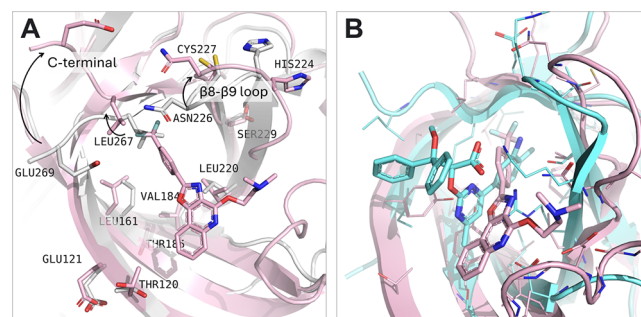 A
CYS227
HIS224
C-terminal
β8-β9 loop
ASN226
SER229
LEU267
GLU269
LEU220
VAL184
LEU161
THR186
GLU121
THR120
B